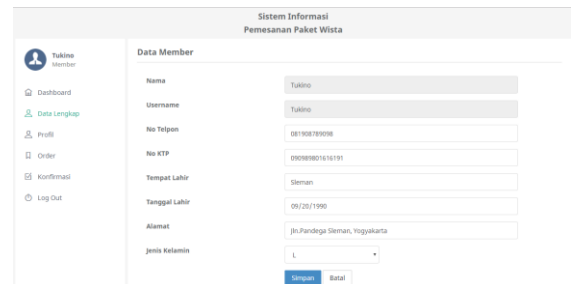 Sistem Informasi
Pemesanan Paket Wista
Tukino
Member
Dashboard
Data Lengkap
Profil
Order
Konfirmasi
Log Out
Data Member
Nama Tukino
Username Tukino
No Telpon 081908789098
No KTP 090989801616191
Tempat Lahir Sleman
Tanggal Lahir 09/20/1990
Alamat Jln.Pandega Sleman, Yogyakarta
Jenis Kelamin L
Simpan Batal